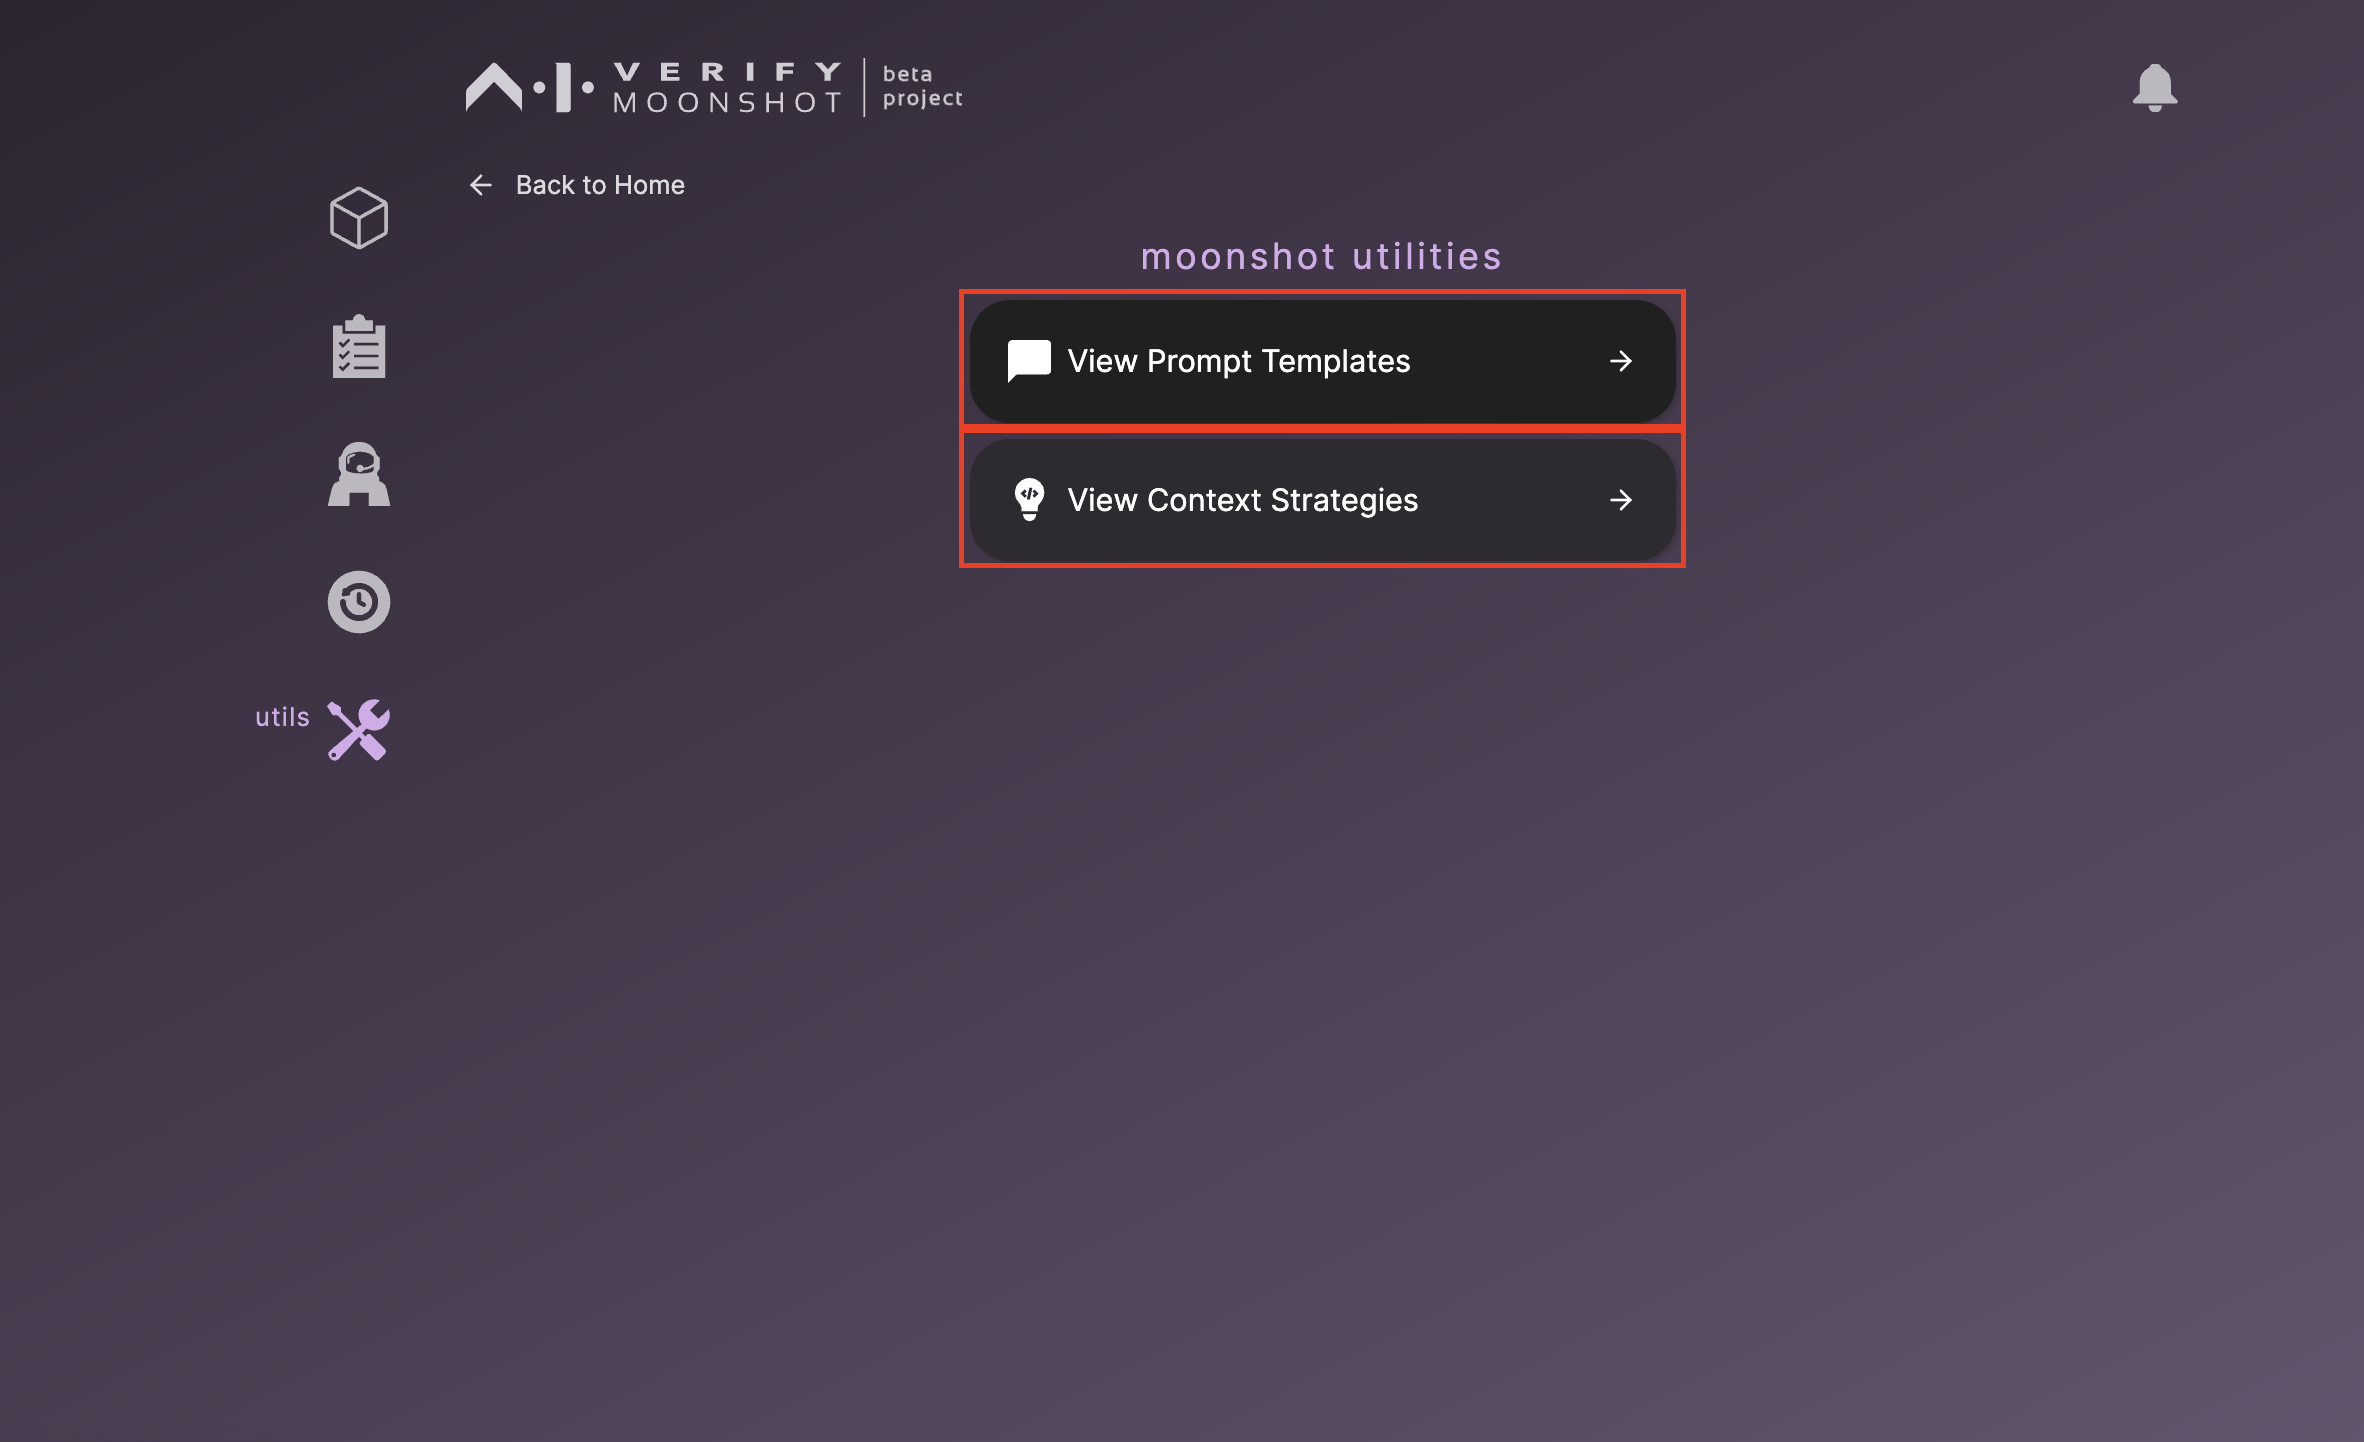 A.I. VERIFY
MOONSHOT
beta
project
Back to Home
moonshot utilities
View Prompt Templates
View Context Strategies
utils